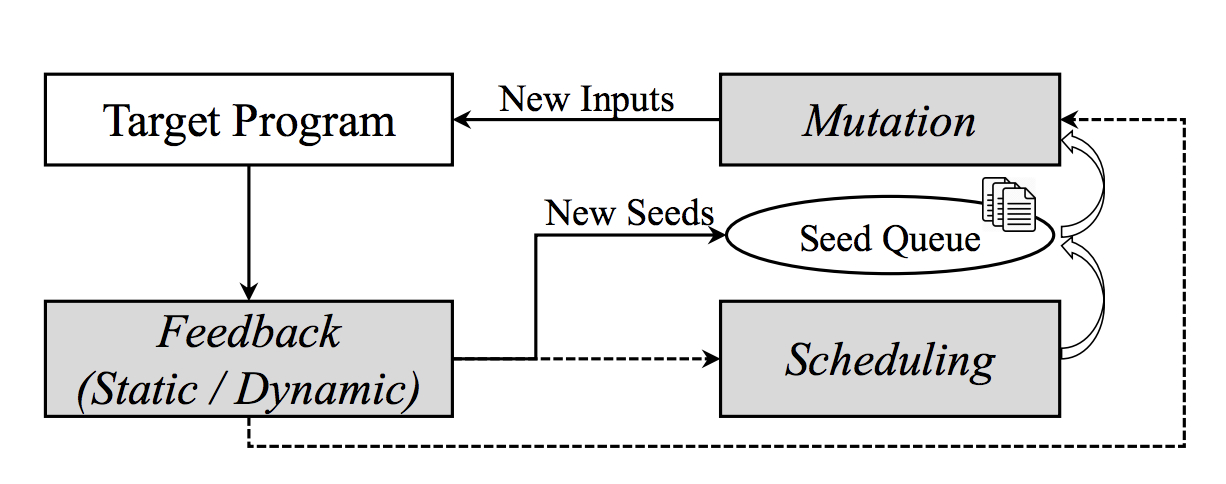 Target Program
New Inputs
Mutation
New Seeds
Seed Queue
Feedback
(Static / Dynamic)
Scheduling